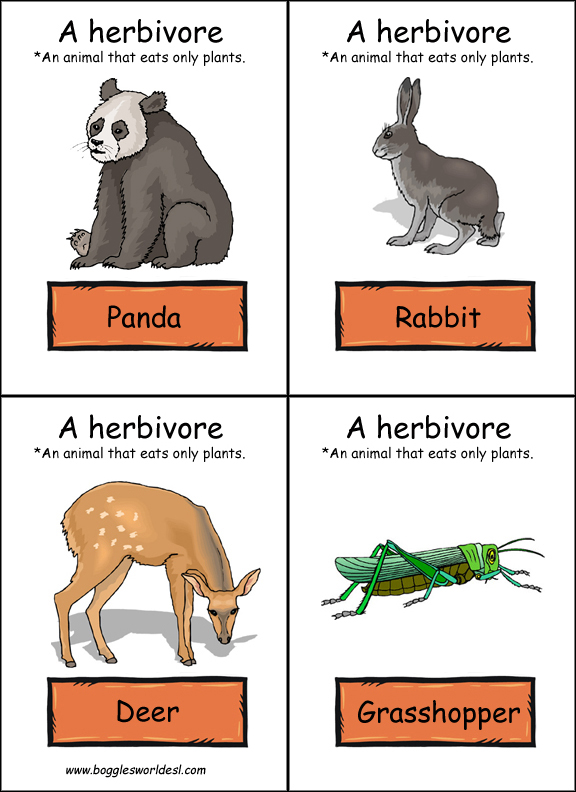 A herbivore
*An animal that eats only plants.
Panda
A herbivore
*An animal that eats only plants.
Rabbit
A herbivore
*An animal that eats only plants.
Deer
www.bogglesworldesl.com
A herbivore
*An animal that eats only plants.
Grasshopper